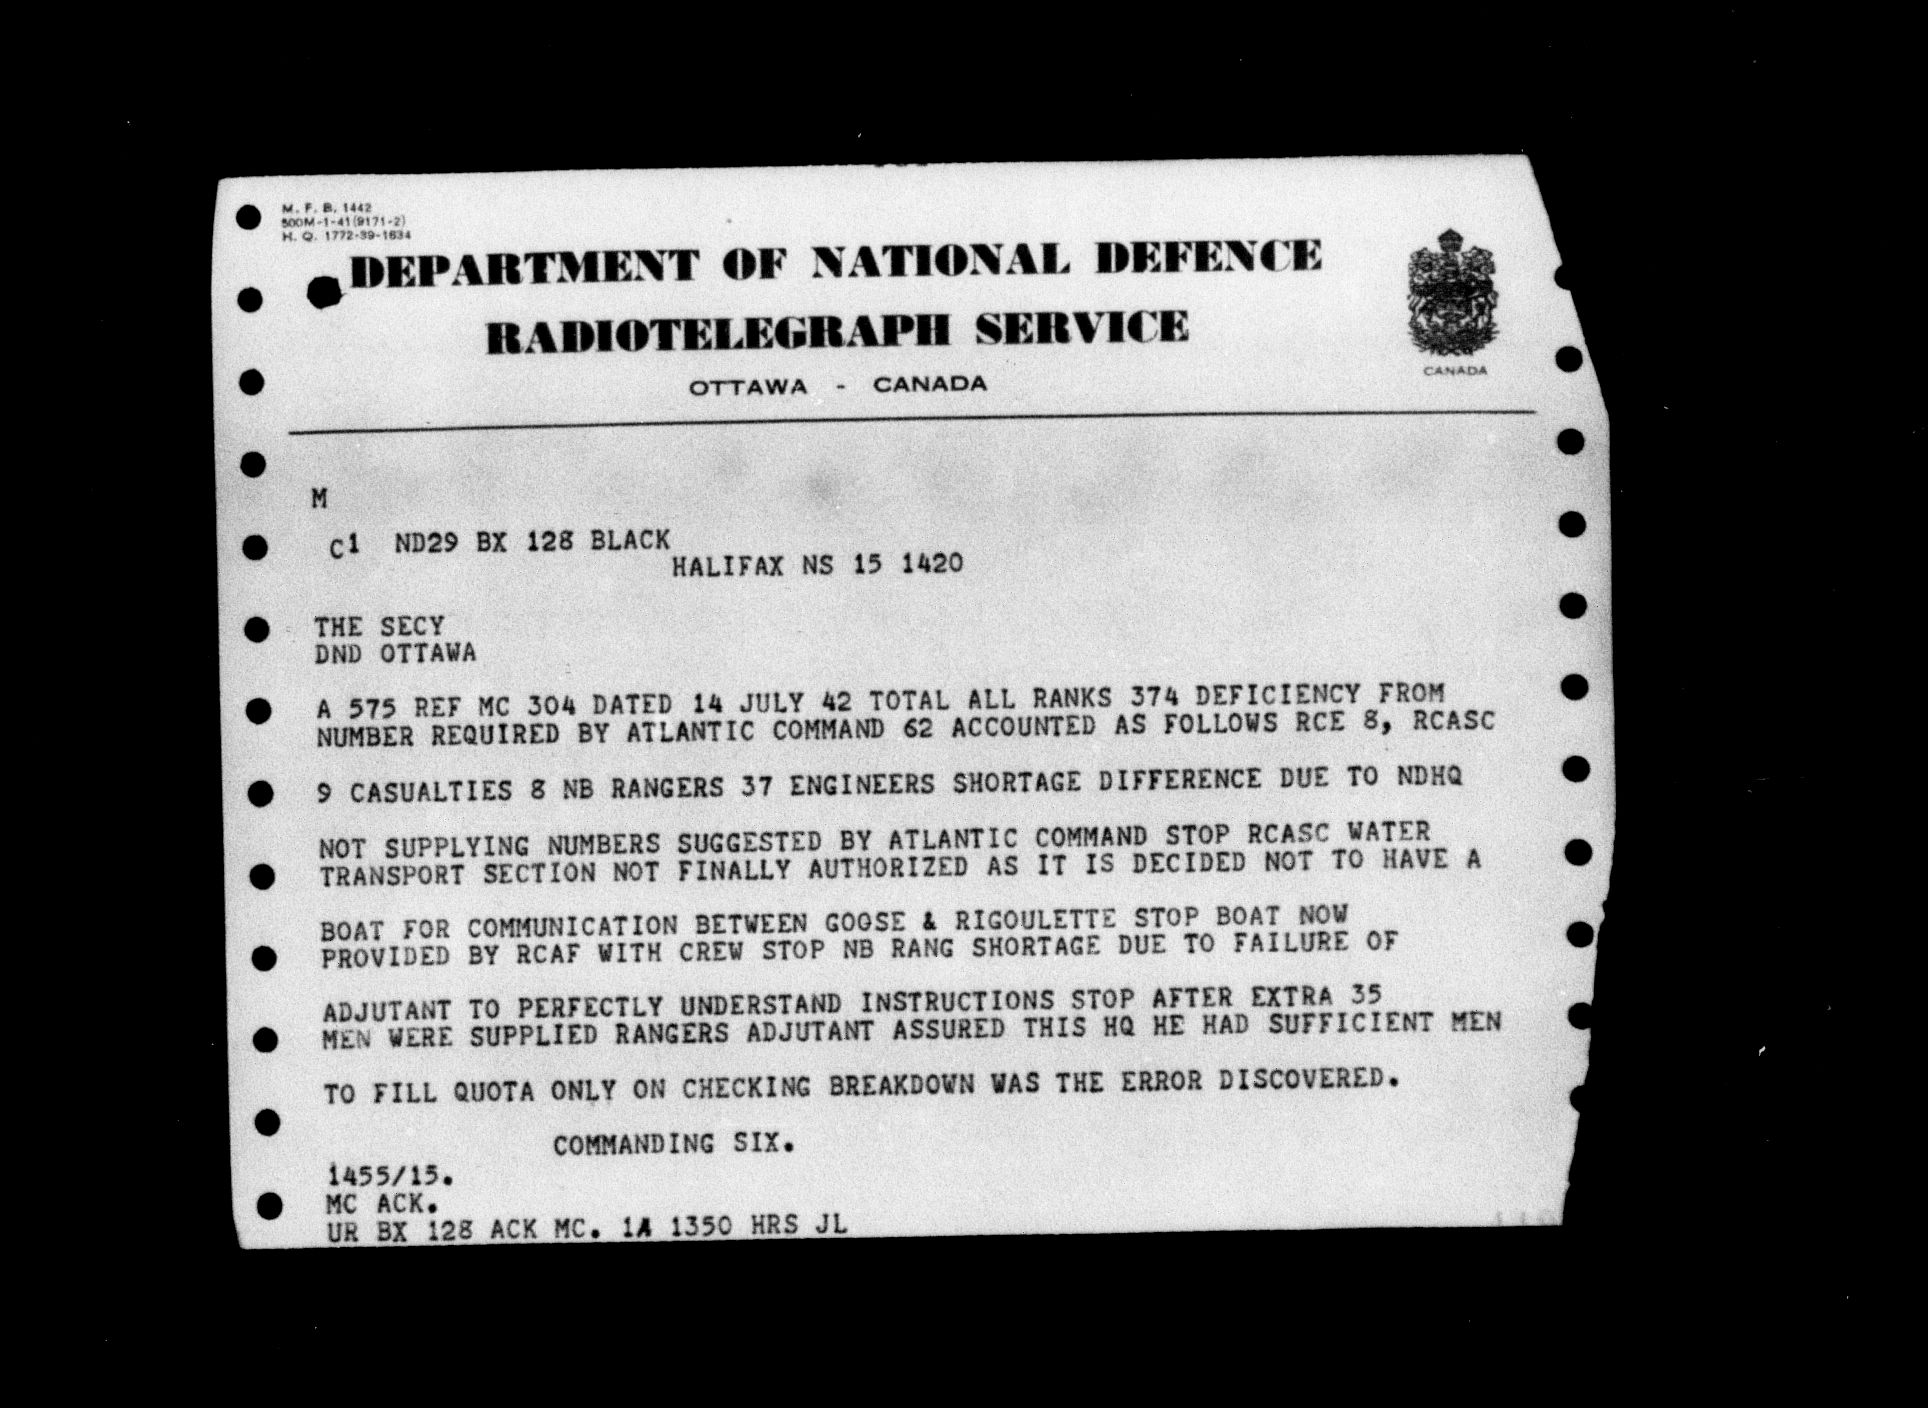 M. F. B. 1442
500M-1-41(9171-2)
H. Q. 1772-39-1634
DEPARTMENT OF NATIONAL DEFENCE
RADIOTELEGRAPH SERVICE
OTTAWA - CANADA
CANADA
M
C1 ND29 BX 128 BLACK
HALIFAX NS 15 1420
THE SECY
DND OTTAWA
A 575 REF MC 304 DATED 14 JULY 42 TOTAL ALL RANKS 374 DEFICIENCY FROM
NUMBER REQUIRED BY ATLANTIC COMMAND 62 ACCOUNTED AS FOLLOWS RCE 8, RCASC
9 CASUALTIES 8 NB RANGERS 37 ENGINEERS SHORTAGE DIFFERENCE DUE TO NDHQ
NOT SUPPLYING NUMBERS SUGGESTED BY ATLANTIC COMMAND STOP RCASC WATER
TRANSPORT SECTION NOT FINALLY AUTHORIZED AS IT IS DECIDED NOT TO HAVE A
BOAT FOR COMMUNICATION BETWEEN GOOSE & RIGOULETTE STOP BOAT NOW
PROVIDED BY RCAF WITH CREW STOP NB RANG SHORTAGE DUE TO FAILURE OF
ADJUTANT TO PERFECTLY UNDERSTAND INSTRUCTIONS STOP AFTER EXTRA 35
MEN WERE SUPPLIED RANGERS ADJUTANT ASSURED THIS HQ HE HAD SUFFICIENT MEN
TO FILL QUOTA ONLY ON CHECKING BREAKDOWN WAS THE ERROR DISCOVERED.
COMMANDING SIX.
1455/15.
MC ACK.
UR BX 128 ACK MC. 1A 1350 HRS JL